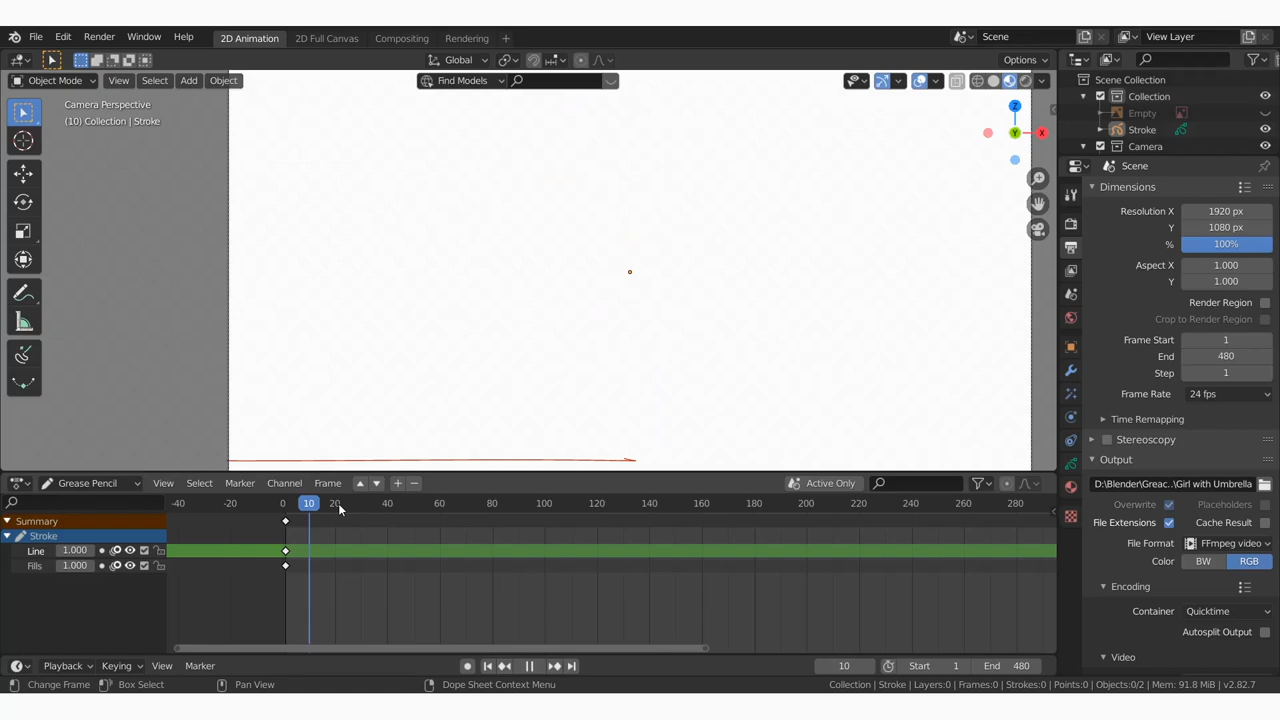 File Edit Render Window Help 2D Animation 2D Full Canvas Compositing Rendering + Scene View Layer
Global Options
Object Mode View Select Add Object Find Models
Camera Perspective
(10) Collection | Stroke
Z
Y
X
Scene Collection
Collection
Empty
Stroke
Camera
Scene
Dimensions
Resolution X 1920 px
Y 1080 px
% 100%
Aspect X 1.000
Y 1.000
Render Region
Crop to Render Region
Frame Start 1
End 480
Step 1
Frame Rate 24 fps
Time Remapping
Stereoscopy
Output
D:\Blender\Greac..\Girl with Umbrella
Overwrite Placeholders
File Extensions Cache Result
File Format FFmpeg video
Color BW RGB
Encoding
Container Quicktime
Autosplit Output
Video
Grease Pencil View Select Marker Channel Frame Active Only
-40 -20 0 10 20 40 60 80 100 120 140 160 180 200 220 240 260 280
Summary
Stroke
Line 1.000
Fills 1.000
Playback Keying View Marker 10 Start 1 End 480
Change Frame Box Select Pan View Dope Sheet Context Menu Collection | Stroke | Layers:0 | Frames:0 | Strokes:0 | Points:0 | Objects:0/2 | Mem: 91.8 MiB | v2.82.7